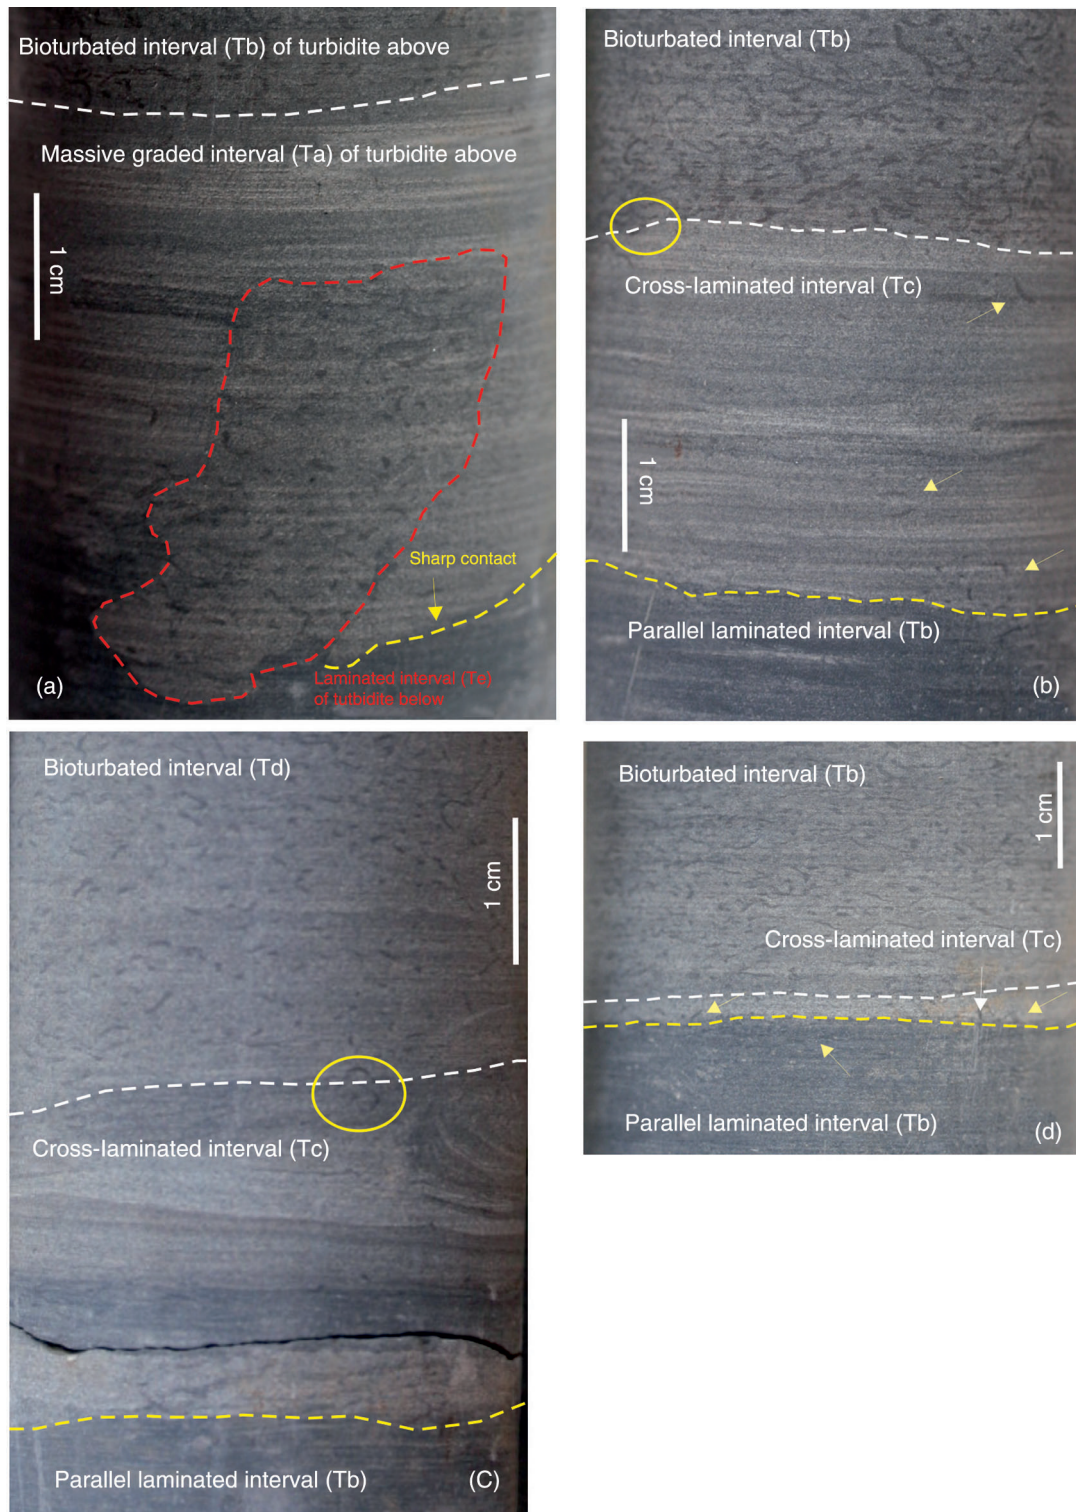 Bioturbated interval (Tb) of turbidite above
Massive graded interval (Ta) of turbidite above
1 cm
Sharp contact
Laminated interval (Te)
of tutbidite below
(a)
Bioturbated interval (Tb)
Cross-laminated interval (Tc)
1 cm
Parallel laminated interval (Tb)
(b)
Bioturbated interval (Td)
1 cm
Cross-laminated interval (Tc)
Parallel laminated interval (Tb)
(C)
Bioturbated interval (Tb)
1 cm
Cross-laminated interval (Tc)
Parallel laminated interval (Tb)
(d)